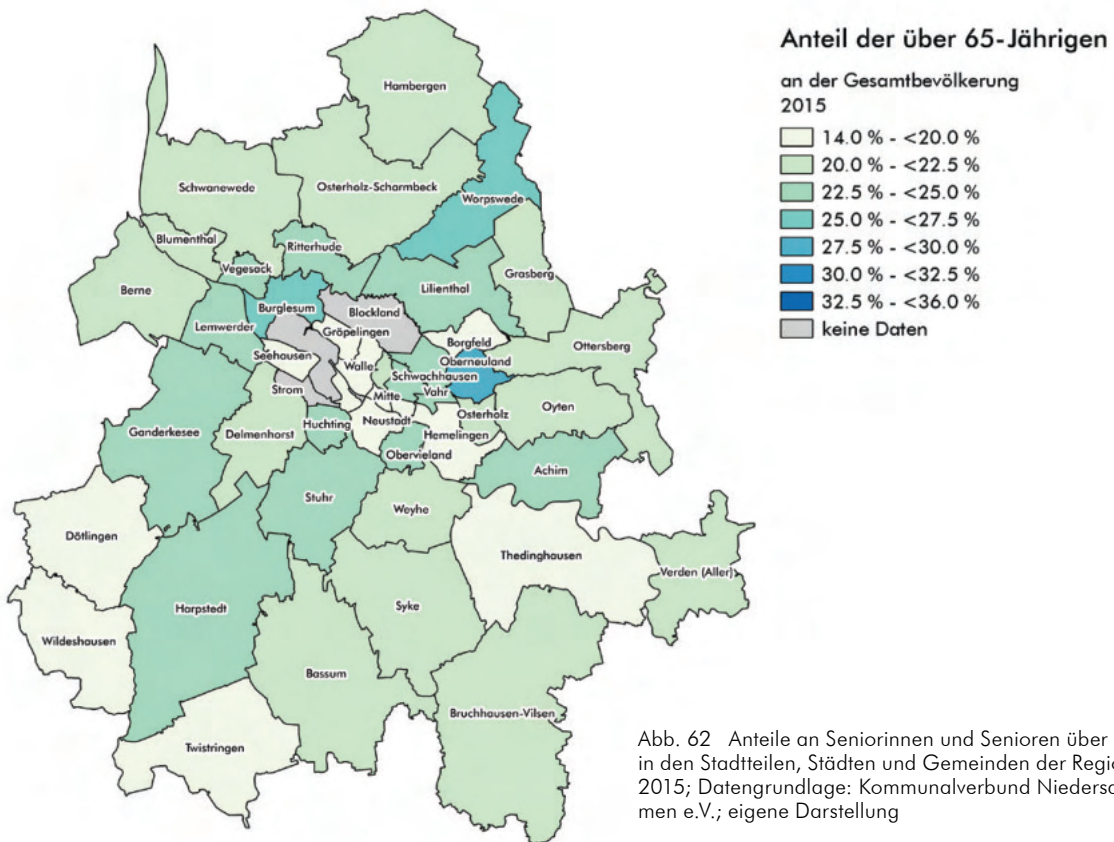 Anteil der über 65-Jährigen
an der Gesamtbevölkerung
2015
14.0 % - <20.0 %
20.0 % - <22.5 %
22.5 % - <25.0 %
25.0 % - <27.5 %
27.5 % - <30.0 %
30.0 % - <32.5 %
32.5 % - <36.0 %
keine Daten
Hambergen
Schwanewede
Osterholz-Scharmbeck
Worpswede
Blumenthal
Ritterhude
Vegesack
Grasberg
Berne
Lilienthal
Burglesum
Blockland
Lemwerder
Gröpelingen
Borgfeld
Seehausen
Oberneuland
Ottersberg
Walle
Schwachhausen
Strom
Vahr
Mitte
Oyten
Osterholz
Ganderkesee
Delmenhorst
Huchting
Neustadt
Hemelingen
Obervieland
Achim
Stuhr
Weyhe
Dötlingen
Thedinghausen
Verden (Aller)
Harpstedt
Syke
Wildeshausen
Bassum
Bruchhausen-Vilsen
Twistringen
Abb. 62 Anteile an Seniorinnen und Senioren über
in den Stadtteilen, Städten und Gemeinden der Regio
2015; Datengrundlage: Kommunalverbund Niedersa
men e.V.; eigene Darstellung